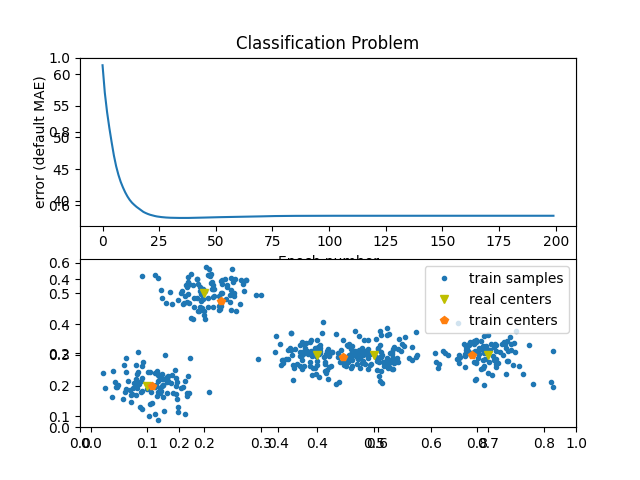 Classification Problem
1.0
60
55
0.8
50
45
40
0.6
error (default MAE)
0 25 50 75 100 125 150 175 200
Epoch number
0.6
0.4
0.5
0.4
0.3
0.2
0.2
0.1
0.0
train samples
real centers
train centers
0.0 0.0 0.1 0.2 0.2 0.3 0.4 0.4 0.5 0.6 0.6 0.8 0.7 0.8 1.0